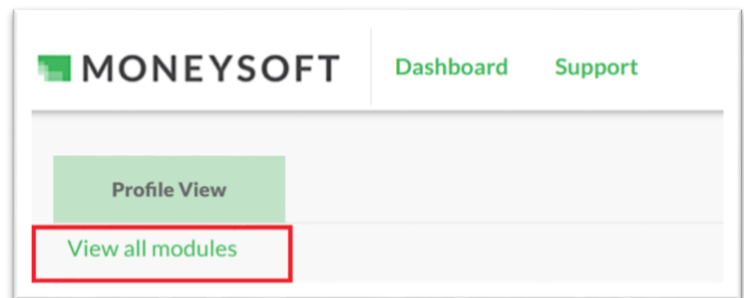 MONEYSOFT Dashboard Support
Profile View
View all modules